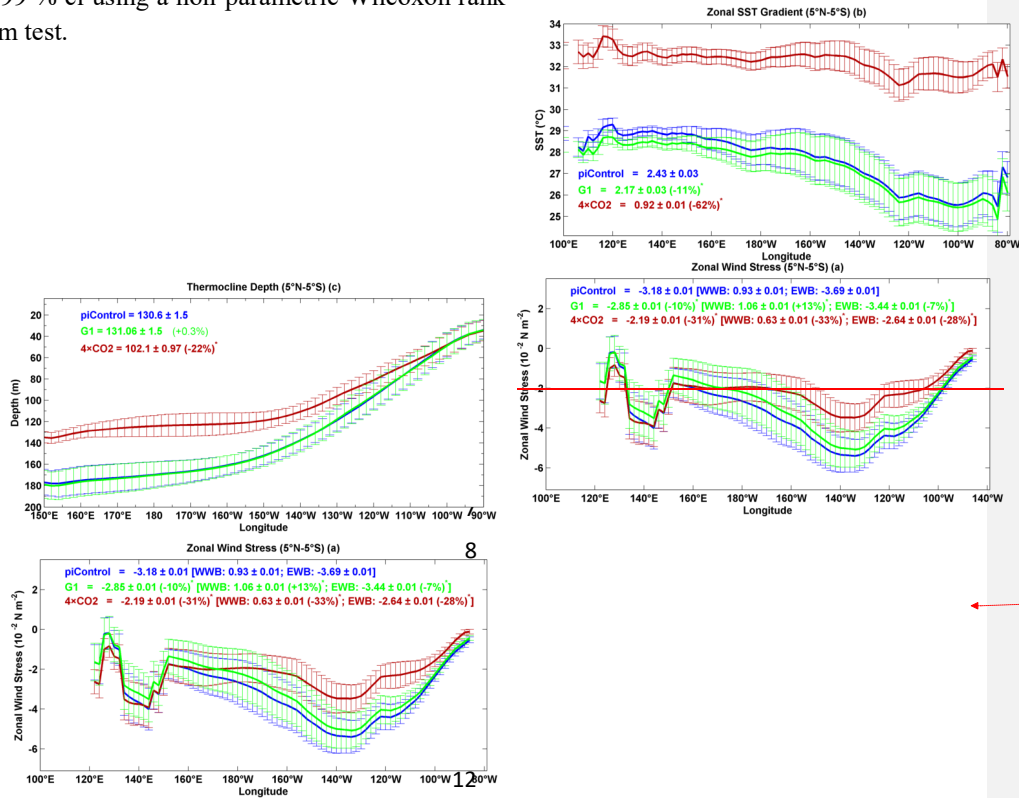 99 % cl using a non-parametric Wilcoxon rank
m test.
Zonal SST Gradient (5°N-5°S) (b)
34
33
32
31
30
29
28
27
26
25
SST (°C)
piControl = 2.43 ± 0.03
G1 = 2.17 ± 0.03 (-11%)*
4×CO2 = 0.92 ± 0.01 (-62%)*
100°E 120°E 140°E 160°E 180°W 160°W 140°W 120°W 100°W 80°W
Longitude
Zonal Wind Stress (5°N-5°S) (a)
piControl = -3.18 ± 0.01 [WWB: 0.93 ± 0.01; EWB: -3.69 ± 0.01]
G1 = -2.85 ± 0.01 (-10%)* [WWB: 1.06 ± 0.01 (+13%)*; EWB: -3.44 ± 0.01 (-7%)*]
4×CO2 = -2.19 ± 0.01 (-31%)* [WWB: 0.63 ± 0.01 (-33%)*; EWB: -2.64 ± 0.01 (-28%)*]
2
0
-2
-4
-6
Zonal Wind Stress (10⁻² N m⁻²)
100°E 120°E 140°E 160°E 180°W 160°W 140°W 120°W 100°W 140°W
Longitude
Thermocline Depth (5°N-5°S) (c)
piControl = 130.6 ± 1.5
G1 = 131.06 ± 1.5 (+0.3%)
4×CO2 = 102.1 ± 0.97 (-22%)*
20
40
60
80
100
120
140
160
180
200
Depth (m)
150°E 160°E 170°E 180 170°W 160°W 150°W 140°W 130°W 120°W 110°W 100°W 90°W
Longitude
8
Zonal Wind Stress (5°N-5°S) (a)
piControl = -3.18 ± 0.01 [WWB: 0.93 ± 0.01; EWB: -3.69 ± 0.01]
G1 = -2.85 ± 0.01 (-10%)* [WWB: 1.06 ± 0.01 (+13%)*; EWB: -3.44 ± 0.01 (-7%)*]
4×CO2 = -2.19 ± 0.01 (-31%)* [WWB: 0.63 ± 0.01 (-33%)*; EWB: -2.64 ± 0.01 (-28%)*]
2
0
-2
-4
-6
Zonal Wind Stress (10⁻² N m⁻²)
100°E 120°E 140°E 160°E 180°W 160°W 140°W 120°W 100°W 80°W
12
Longitude